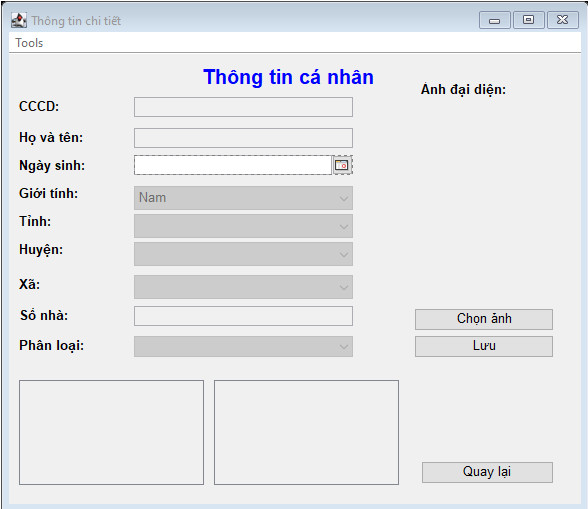 Thông tin chi tiết
Tools
Thông tin cá nhân
Ảnh đại diện:
CCCD:
Họ và tên:
Ngày sinh:
Giới tính:
Nam
Tỉnh:
Huyện:
Xã:
Số nhà:
Chọn ảnh
Phân loại:
Lưu
Quay lại